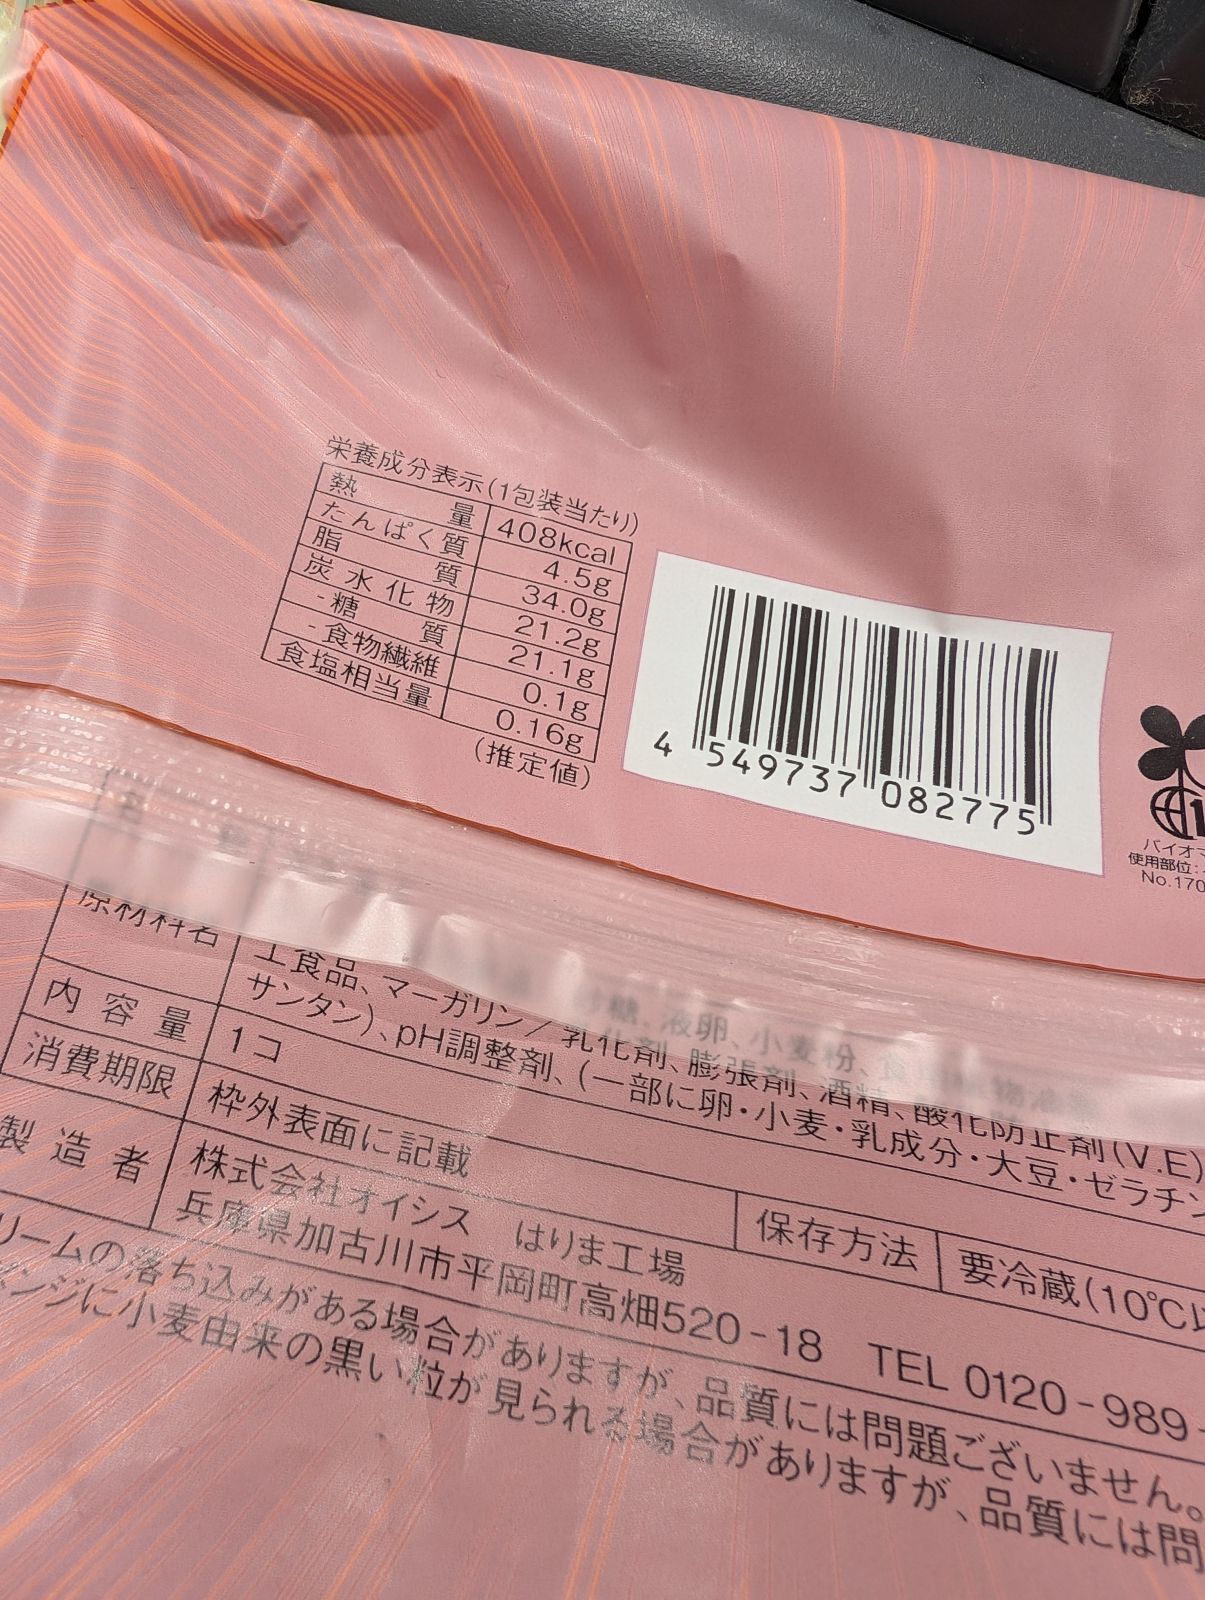 栄養成分表示(1包装当たり)
熱量 408kcal
たんぱく質 4.5g
脂質 34.0g
炭水化物 21.2g
-糖質 21.1g
-食物繊維 0.1g
食塩相当量 0.16g
(推定値)
4 549737 082775
バイオマ
使用部位:
No.170
原材料名
糖、液卵、小麦粉、食
工食品、マーガリン/乳化剤、膨張剤、酒精、酸化防止剤(V.E)
サンタン)、pH調整剤、(一部に卵・小麦・乳成分・大豆・ゼラチン
内容量 1コ
消費期限 枠外表面に記載 保存方法 要冷蔵(10℃以
製造者 株式会社オイシス はりま工場
兵庫県加古川市平岡町高畑520-18 TEL 0120-989-
リームの落ち込みがある場合がありますが、品質には問題ございません。
ポンジに小麦由来の黒い粒が見られる場合がありますが、品質には問